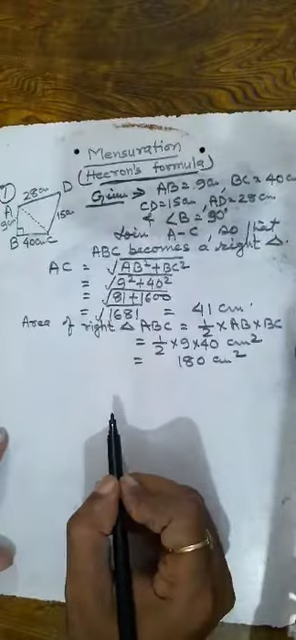 • Mensuration •
(Heeron's formula)
①
28cm
D
A
9cm
15cm
B 40cm C
Given → AB = 9cm, BC = 40cm
CD = 15cm, AD = 28cm
& ∠B = 90°
Join A-C, so that
ABC becomes a right Δ.
AC = √AB²+BC²
= √9²+40²
= √81+1600
= √1681 = 41 cm.
Area of right Δ ABC = ½ × AB × BC
= ½ × 9 × 40 cm²
= 180 cm²